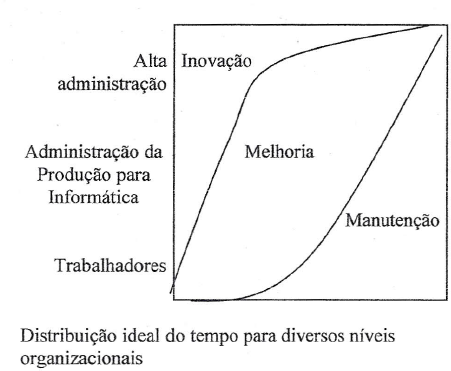 Alta
administração
Inovação
Administração da
Produção para
Informática
Melhoria
Manutenção
Trabalhadores
Distribuição ideal do tempo para diversos níveis
organizacionais